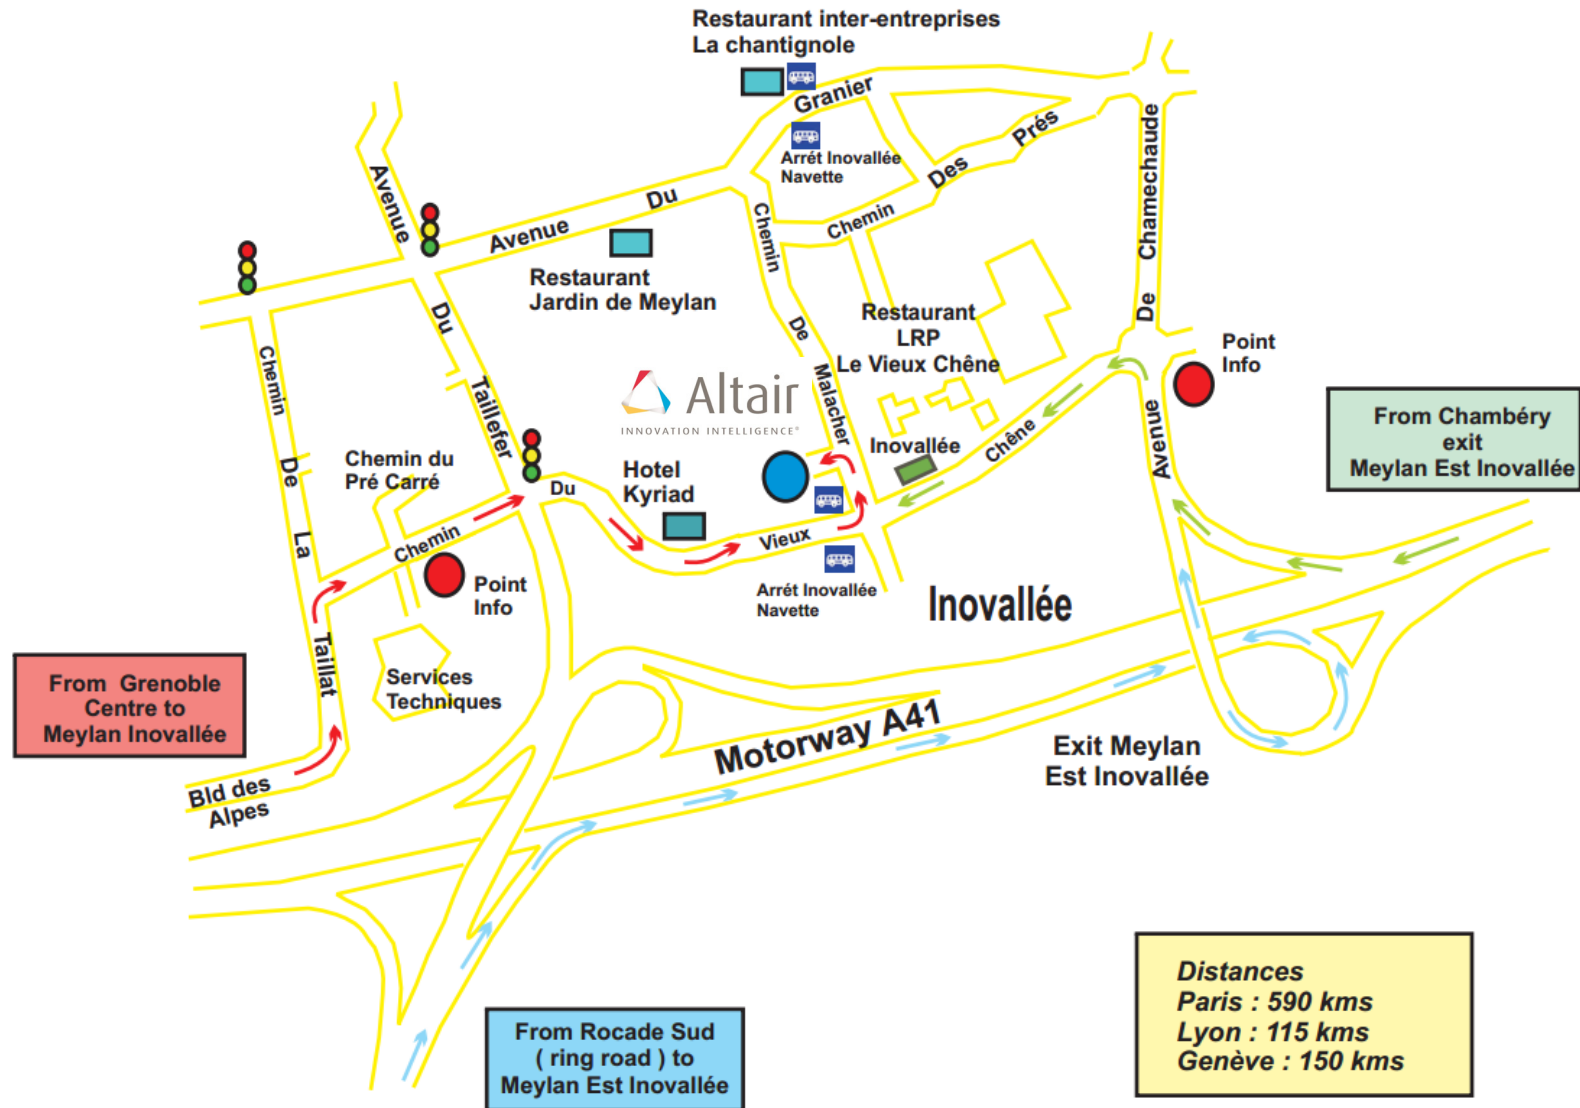 Restaurant inter-entreprises
La chantignole
Granier
Arrét Inovallée
Navette
Des
Prés
Chemin
Avenue
Avenue
Du
Restaurant
Jardin de Meylan
Chemin
De
Malacher
Chamechaude
De
Avenue
Restaurant
LRP
Le Vieux Chêne
Point
Info
Du
Taillefer
Chemin
De
La
Taillat
Altair
INNOVATION INTELLIGENCE®
From Chambéry
exit
Meylan Est Inovallée
Chemin du
Pré Carré
Hotel
Kyriad
Inovallée
Chêne
Chemin
Du
Vieux
Point
Info
Arrét Inovallée
Navette
Inovallée
From Grenoble
Centre to
Meylan Inovallée
Services
Techniques
Motorway A41
Exit Meylan
Est Inovallée
Bld des
Alpes
From Rocade Sud
( ring road ) to
Meylan Est Inovallée
Distances
Paris : 590 kms
Lyon : 115 kms
Genève : 150 kms